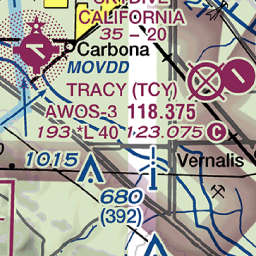 SKYDIVE
CALIFORNIA
35 – 20
Carbona
MOVDD
TRACY (TCY)
AWOS-3 118.375
193 *L 40 123.075 C
1015
Vernalis
680
(392)